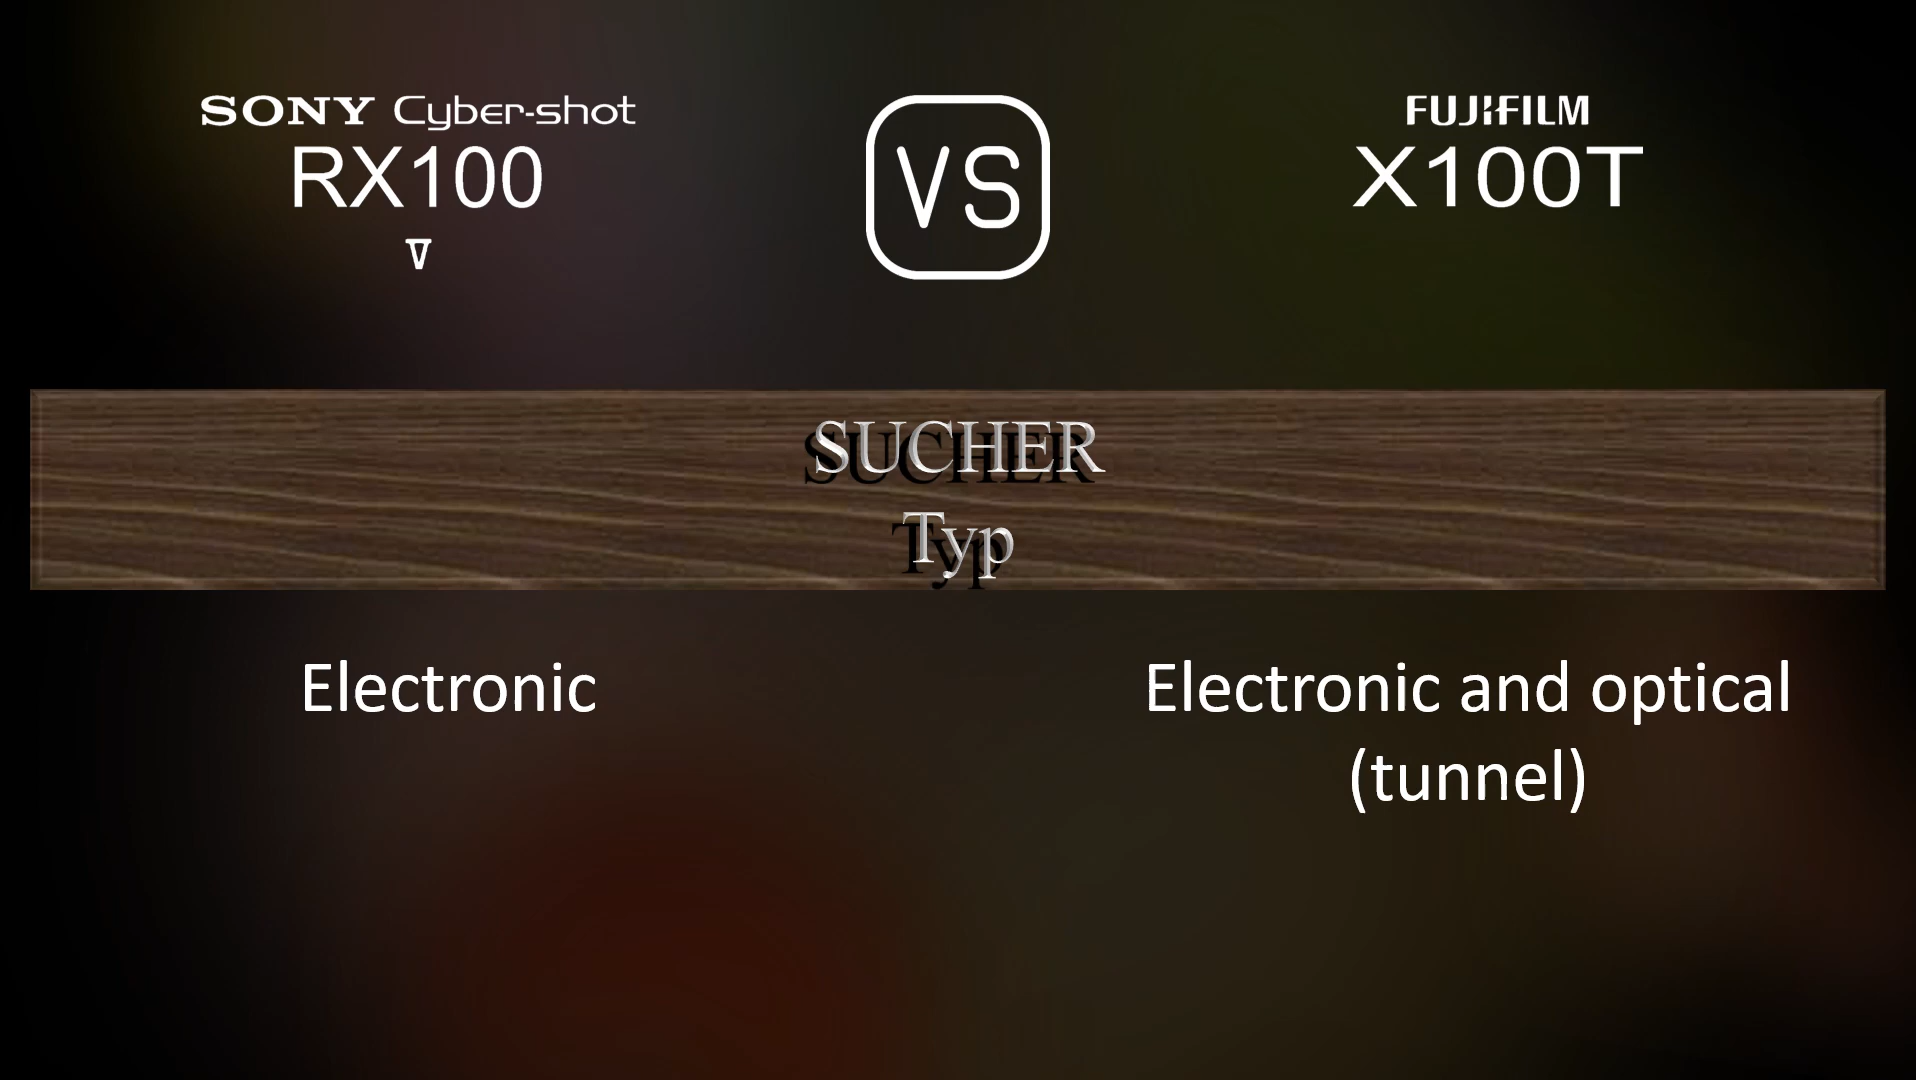 SONY Cyber-shot
RX100
V
VS
FUJIFILM
X100T
SUCHER
Typ
Electronic
Electronic and optical
(tunnel)